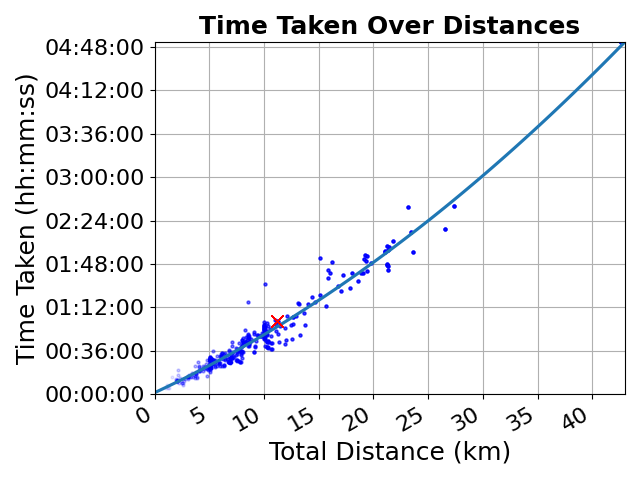 Time Taken Over Distances
04:48:00
04:12:00
03:36:00
03:00:00
02:24:00
01:48:00
01:12:00
00:36:00
00:00:00
Time Taken (hh:mm:ss)
0 5 10 15 20 25 30 35 40
Total Distance (km)